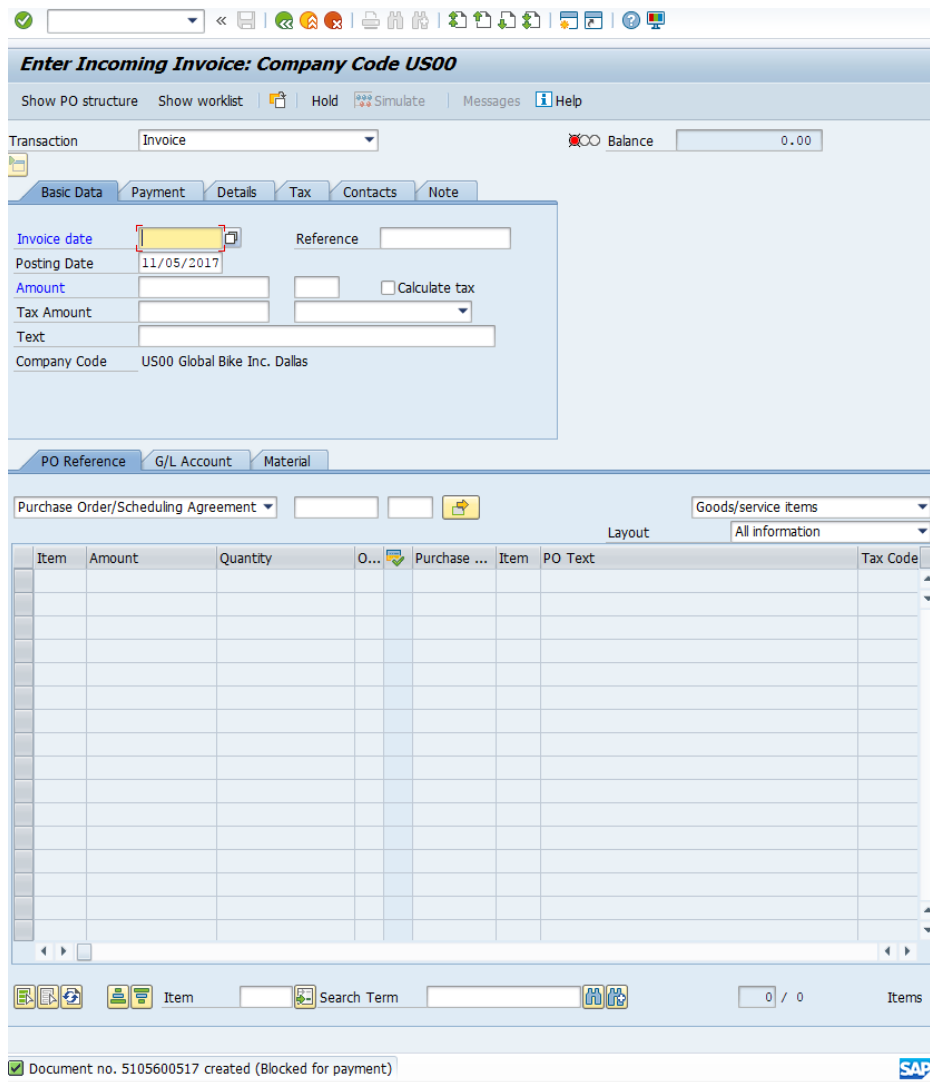 Enter Incoming Invoice: Company Code US00
Show PO structure Show worklist Hold Simulate Messages Help
Transaction Invoice Balance 0.00
Basic Data Payment Details Tax Contacts Note
Invoice date Reference
Posting Date 11/05/2017
Amount Calculate tax
Tax Amount
Text
Company Code US00 Global Bike Inc. Dallas
PO Reference G/L Account Material
Purchase Order/Scheduling Agreement Goods/service items
Layout All information
Item Amount Quantity O... Purchase ... Item PO Text Tax Code
Item Search Term 0 / 0 Items
Document no. 5105600517 created (Blocked for payment) SAP